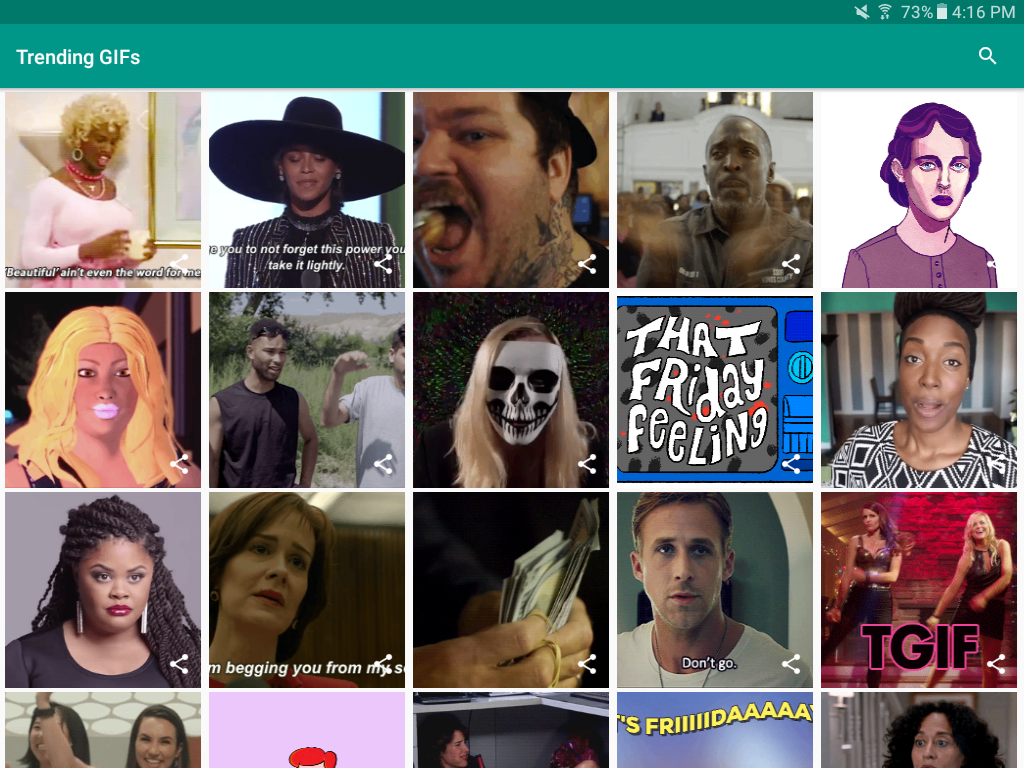 73% 4:16 PM
Trending GIFs
'Beautiful' ain't even the word for me
e you to not forget this power you
take it lightly.
THAT
FRiday
FeeLiNg
m begging you from my s
Don't go.
TGIF
'S FRIIIIDAAAAAY